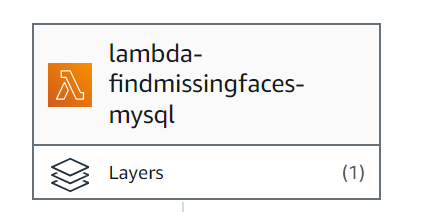 lambda-
findmissingfaces-
mysql
Layers (1)